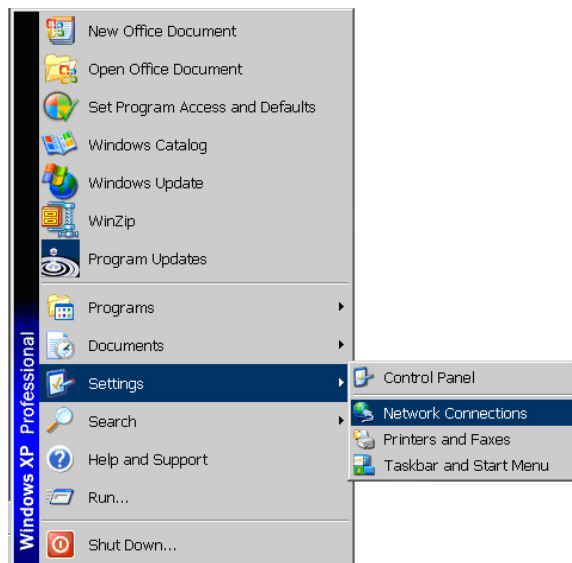 New Office Document
Open Office Document
Set Program Access and Defaults
Windows Catalog
Windows Update
WinZip
Program Updates
Programs
Documents
Settings
Search
Help and Support
Run...
Shut Down...
Windows XP Professional
Control Panel
Network Connections
Printers and Faxes
Taskbar and Start Menu